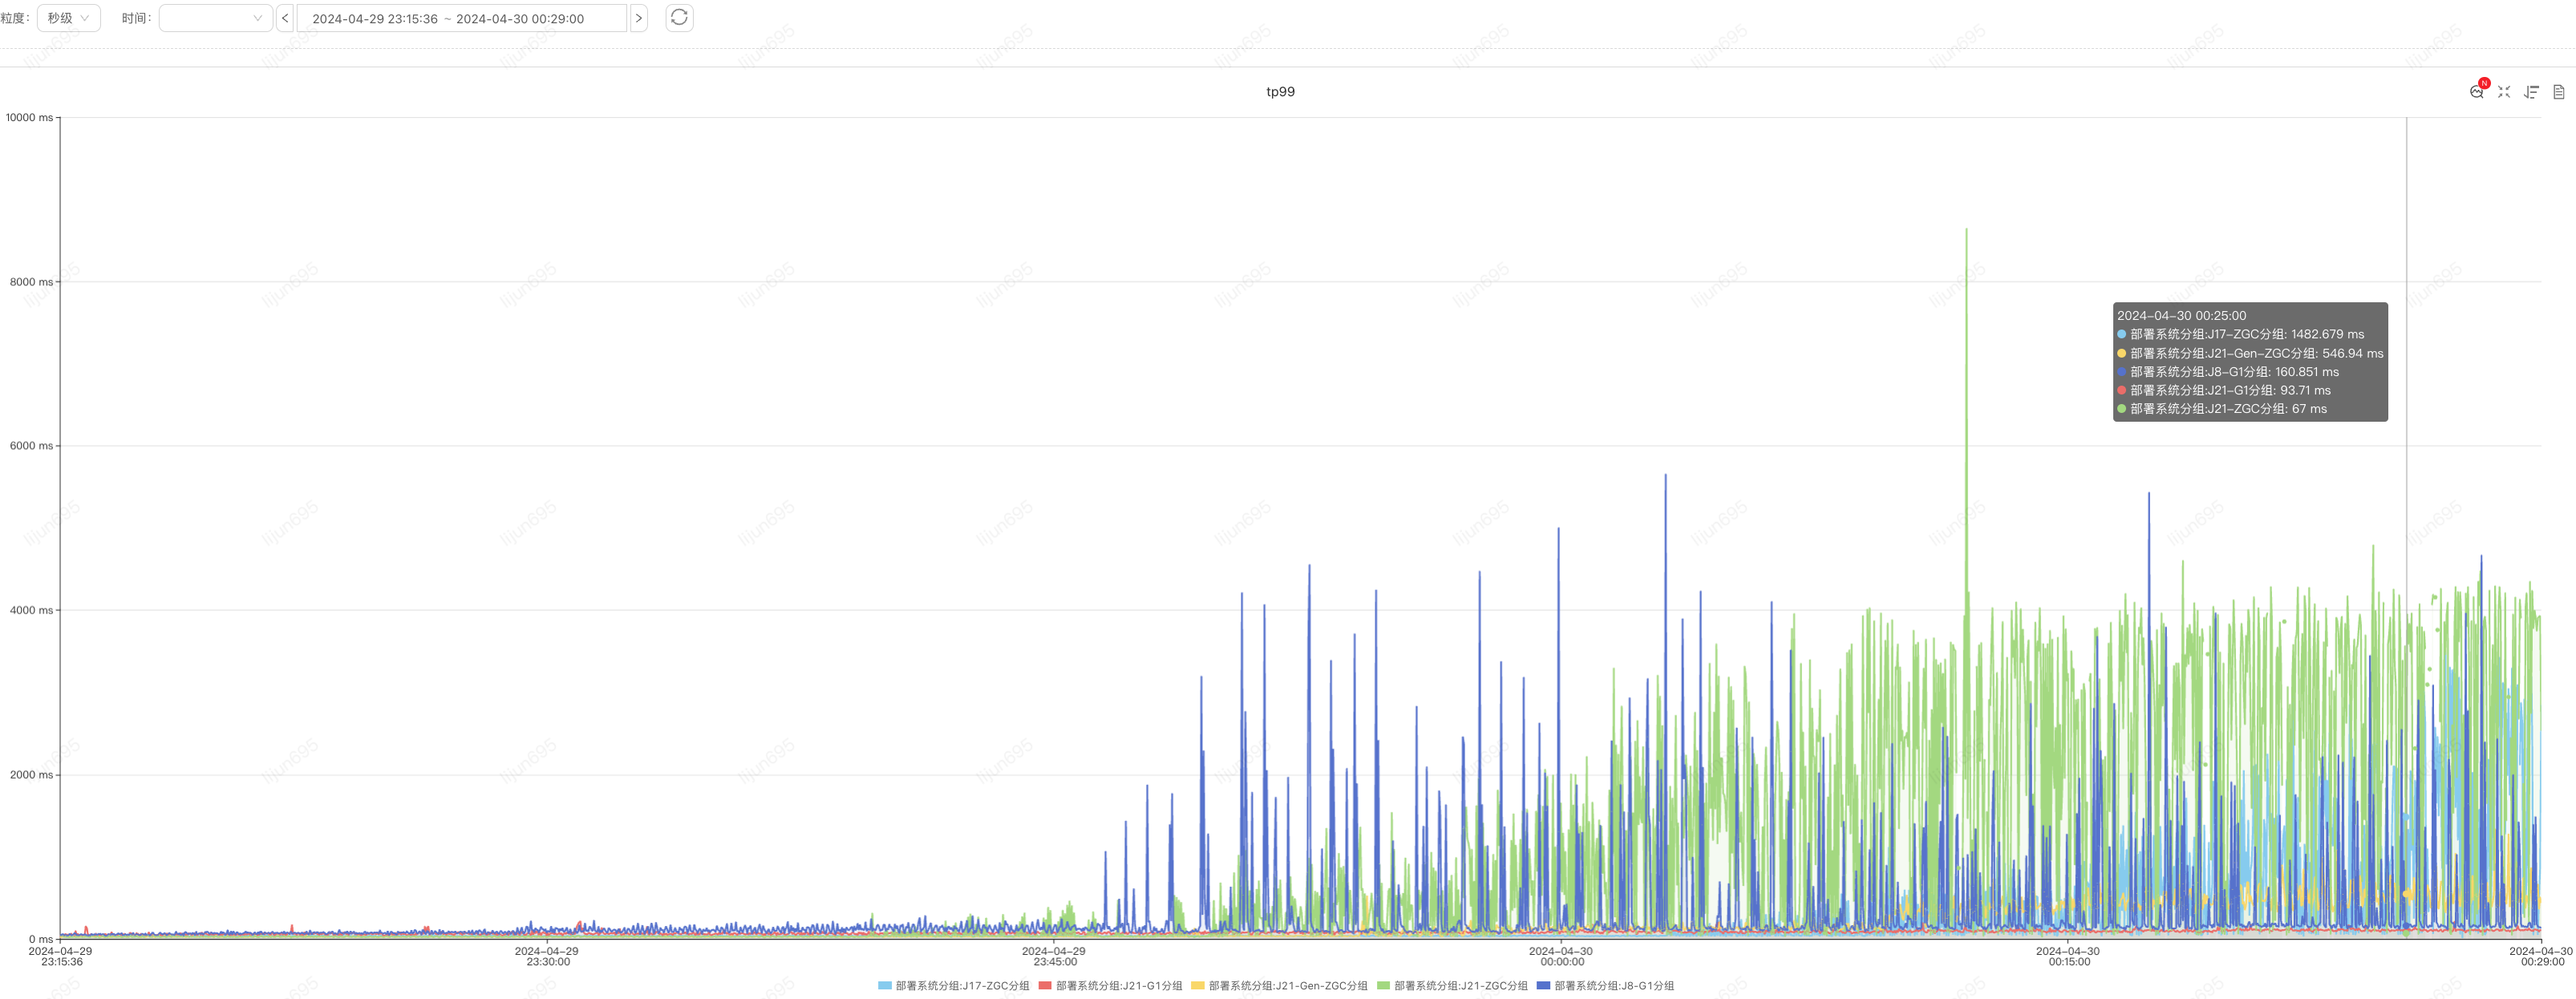 粒度：
秒级
时间：
2024-04-29 23:15:36 ~ 2024-04-30 00:29:00
tp99
N
10000 ms
8000 ms
6000 ms
4000 ms
2000 ms
0 ms
2024-04-30 00:25:00
部署系统分组:J17-ZGC分组: 1482.679 ms
部署系统分组:J21-Gen-ZGC分组: 546.94 ms
部署系统分组:J8-G1分组: 160.851 ms
部署系统分组:J21-G1分组: 93.71 ms
部署系统分组:J21-ZGC分组: 67 ms
2024-04-29
23:15:36
2024-04-29
23:30:00
2024-04-29
23:45:00
2024-04-30
00:00:00
2024-04-30
00:15:00
2024-04-30
00:29:00
部署系统分组:J17-ZGC分组
部署系统分组:J21-G1分组
部署系统分组:J21-Gen-ZGC分组
部署系统分组:J21-ZGC分组
部署系统分组:J8-G1分组